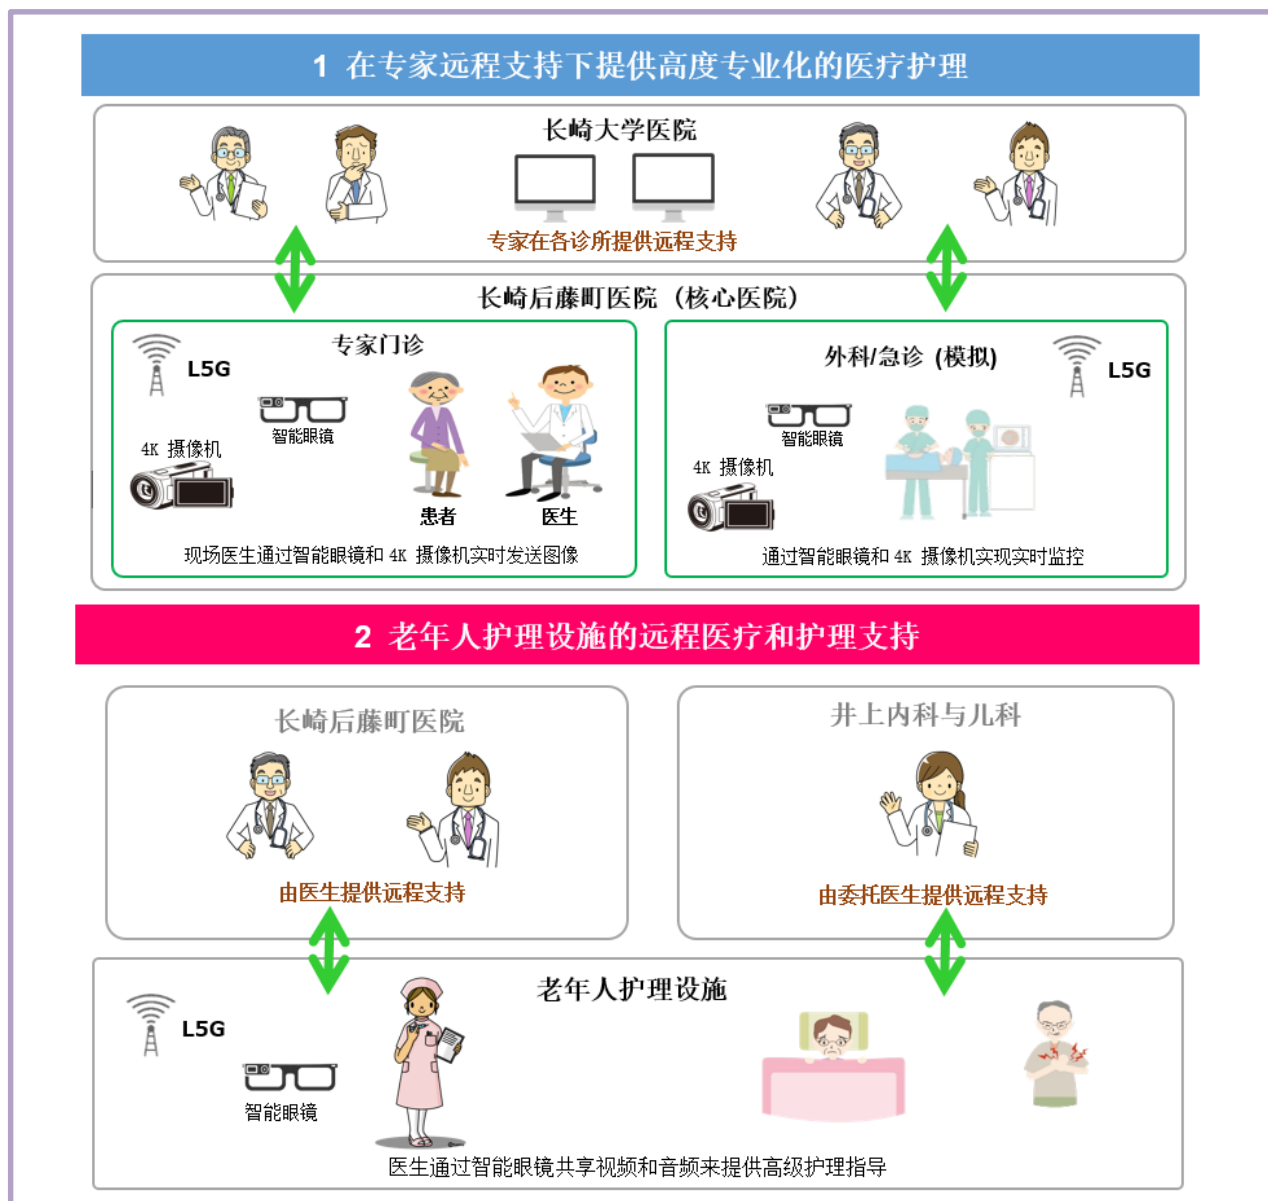 1 在专家远程支持下提供高度专业化的医疗护理
长崎大学医院
专家在各诊所提供远程支持
长崎后藤町医院（核心医院）
专家门诊
L5G
智能眼镜
4K 摄像机
患者
医生
现场医生通过智能眼镜和 4K 摄像机实时发送图像
外科/急诊 (模拟)
L5G
智能眼镜
4K 摄像机
通过智能眼镜和 4K 摄像机实现实时监控
2 老年人护理设施的远程医疗和护理支持
长崎后藤町医院
由医生提供远程支持
井上内科与儿科
由委托医生提供远程支持
老年人护理设施
L5G
智能眼镜
医生通过智能眼镜共享视频和音频来提供高级护理指导